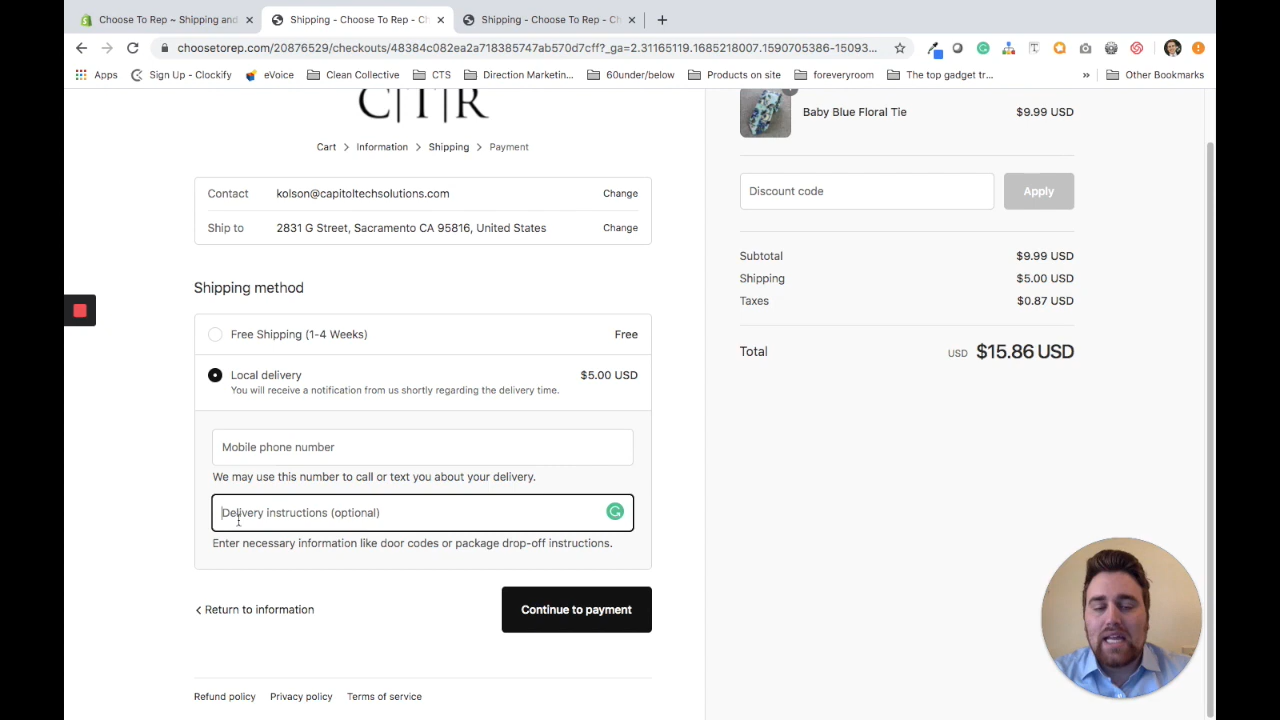 Choose To Rep ~ Shipping and
Shipping - Choose To Rep - Ch
Shipping - Choose To Rep - Ch
choosetorep.com/20876529/checkouts/48384c082ea2a718385747ab570d7cff?_ga=2.31165119.1685218007.1590705386-15093...
Apps
Sign Up - Clockify
eVoice
Clean Collective
CTS
Direction Marketin...
60under/below
Products on site
foreveryroom
The top gadget tr...
»
Other Bookmarks
C|T|R
Cart > Information > Shipping > Payment
Contact kolson@capitoltechsolutions.com Change
Ship to 2831 G Street, Sacramento CA 95816, United States Change
Shipping method
Free Shipping (1-4 Weeks) Free
Local delivery $5.00 USD
You will receive a notification from us shortly regarding the delivery time.
Mobile phone number
We may use this number to call or text you about your delivery.
Delivery instructions (optional)
Enter necessary information like door codes or package drop-off instructions.
< Return to information
Continue to payment
Refund policy Privacy policy Terms of service
Baby Blue Floral Tie $9.99 USD
Discount code Apply
Subtotal $9.99 USD
Shipping $5.00 USD
Taxes $0.87 USD
Total USD $15.86 USD